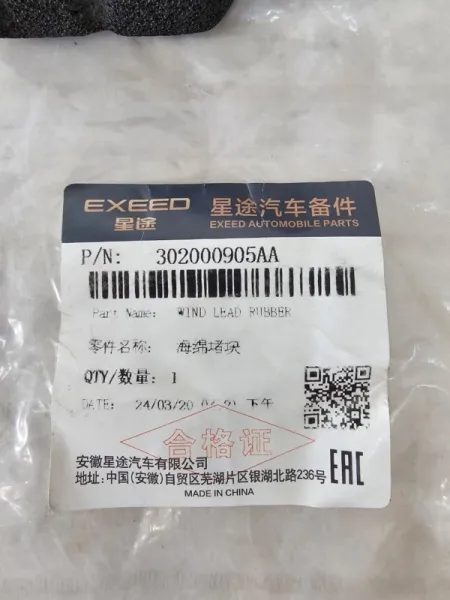 EXEED 星途汽车备件
星途 EXEED AUTOMOBILE PARTS
P/N: 302000905AA
Part Name: WIND LEAD RUBBER
零件名称: 海绵堵块
QTY/数量: 1
DATE: 24/03/20 下午
合格证
安徽星途汽车有限公司
地址:中国(安徽)自贸区芜湖片区银湖北路236号
MADE IN CHINA
EAC